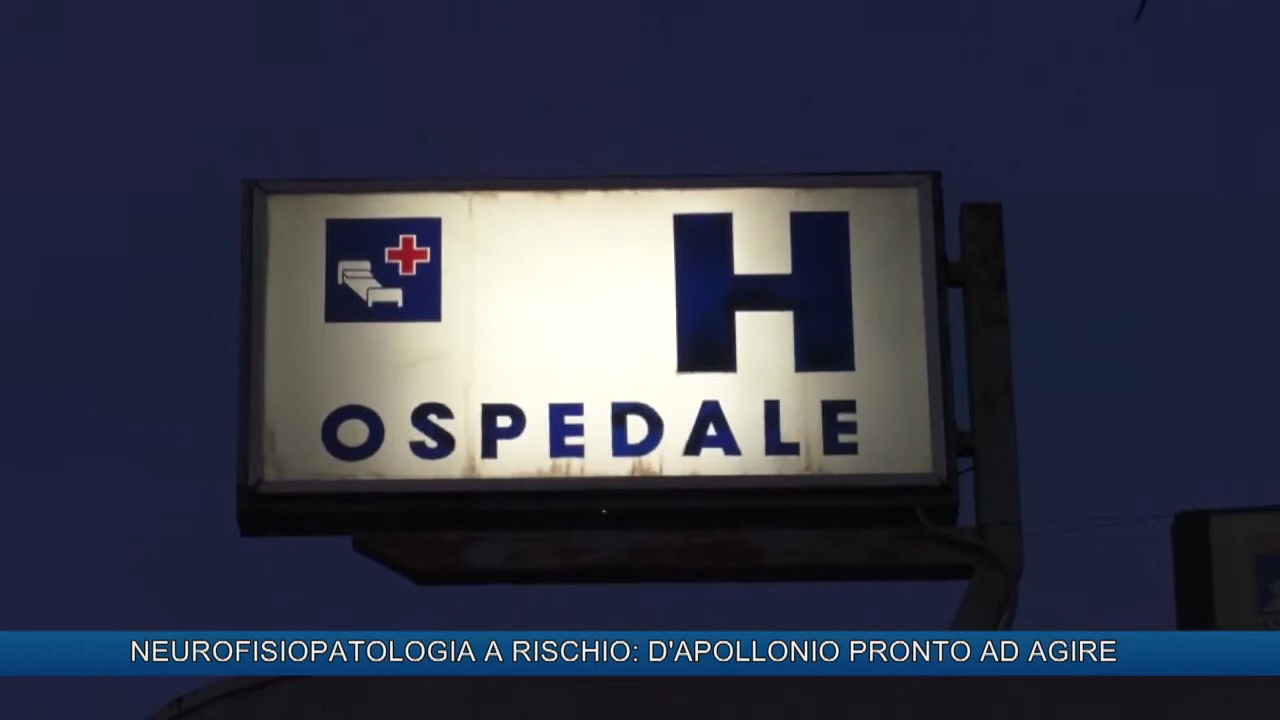 H
OSPEDALE
NEUROFISIOPATOLOGIA A RISCHIO: D'APOLLONIO PRONTO AD AGIRE